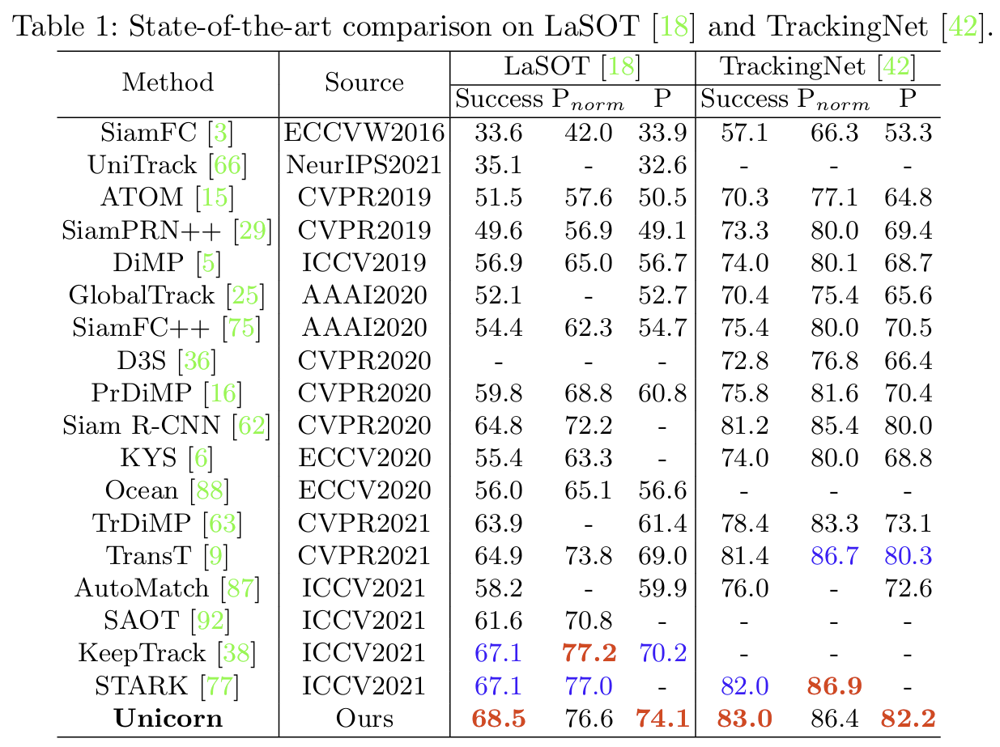 Table 1: State-of-the-art comparison on LaSOT [18] and TrackingNet [42].
Method Source LaSOT [18] TrackingNet [42]
Success P_norm P Success P_norm P
SiamFC [3] ECCVW2016 33.6 42.0 33.9 57.1 66.3 53.3
UniTrack [66] NeurIPS2021 35.1 - 32.6 - - -
ATOM [15] CVPR2019 51.5 57.6 50.5 70.3 77.1 64.8
SiamPRN++ [29] CVPR2019 49.6 56.9 49.1 73.3 80.0 69.4
DiMP [5] ICCV2019 56.9 65.0 56.7 74.0 80.1 68.7
GlobalTrack [25] AAAI2020 52.1 - 52.7 70.4 75.4 65.6
SiamFC++ [75] AAAI2020 54.4 62.3 54.7 75.4 80.0 70.5
D3S [36] CVPR2020 - - - 72.8 76.8 66.4
PrDiMP [16] CVPR2020 59.8 68.8 60.8 75.8 81.6 70.4
Siam R-CNN [62] CVPR2020 64.8 72.2 - 81.2 85.4 80.0
KYS [6] ECCV2020 55.4 63.3 - 74.0 80.0 68.8
Ocean [88] ECCV2020 56.0 65.1 56.6 - - -
TrDiMP [63] CVPR2021 63.9 - 61.4 78.4 83.3 73.1
TransT [9] CVPR2021 64.9 73.8 69.0 81.4 86.7 80.3
AutoMatch [87] ICCV2021 58.2 - 59.9 76.0 - 72.6
SAOT [92] ICCV2021 61.6 70.8 - - - -
KeepTrack [38] ICCV2021 67.1 77.2 70.2 - - -
STARK [77] ICCV2021 67.1 77.0 - 82.0 86.9 -
Unicorn Ours 68.5 76.6 74.1 83.0 86.4 82.2